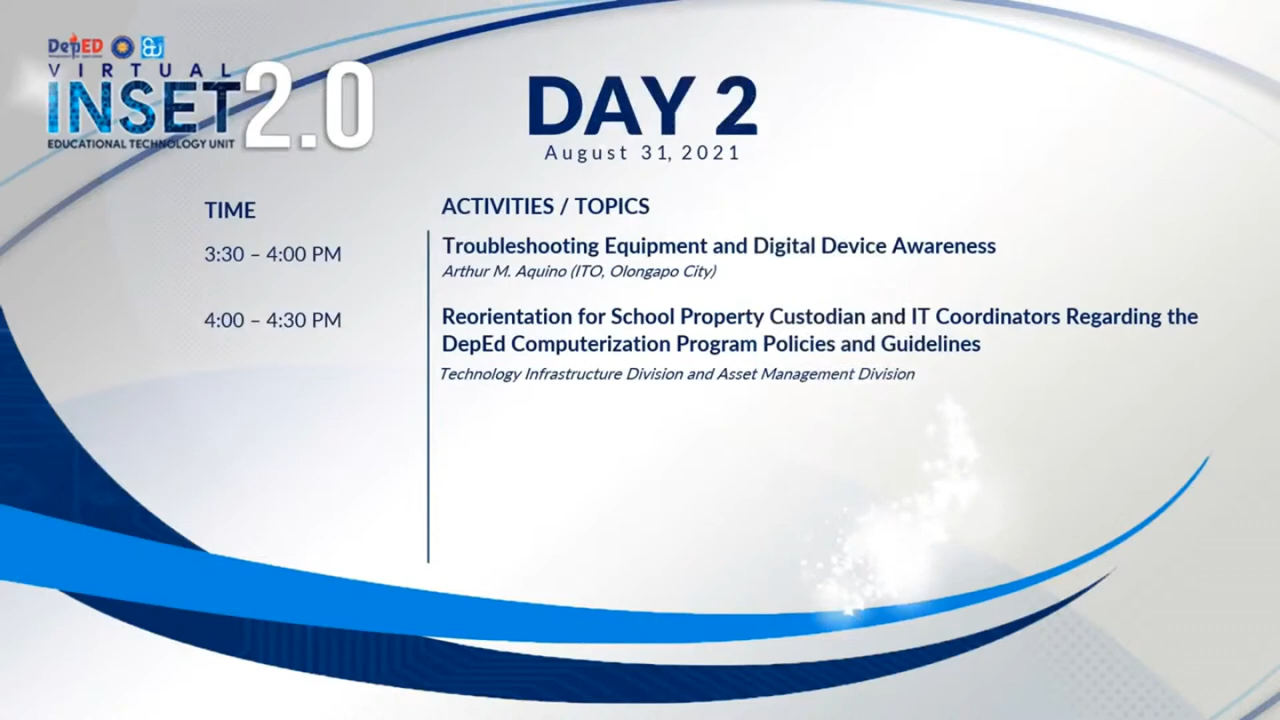 DepED
VIRTUAL
INSET 2.0
EDUCATIONAL TECHNOLOGY UNIT
DAY 2
August 31, 2021
TIME
ACTIVITIES / TOPICS
3:30 – 4:00 PM
Troubleshooting Equipment and Digital Device Awareness
Arthur M. Aquino (ITO, Olongapo City)
4:00 – 4:30 PM
Reorientation for School Property Custodian and IT Coordinators Regarding the
DepEd Computerization Program Policies and Guidelines
Technology Infrastructure Division and Asset Management Division